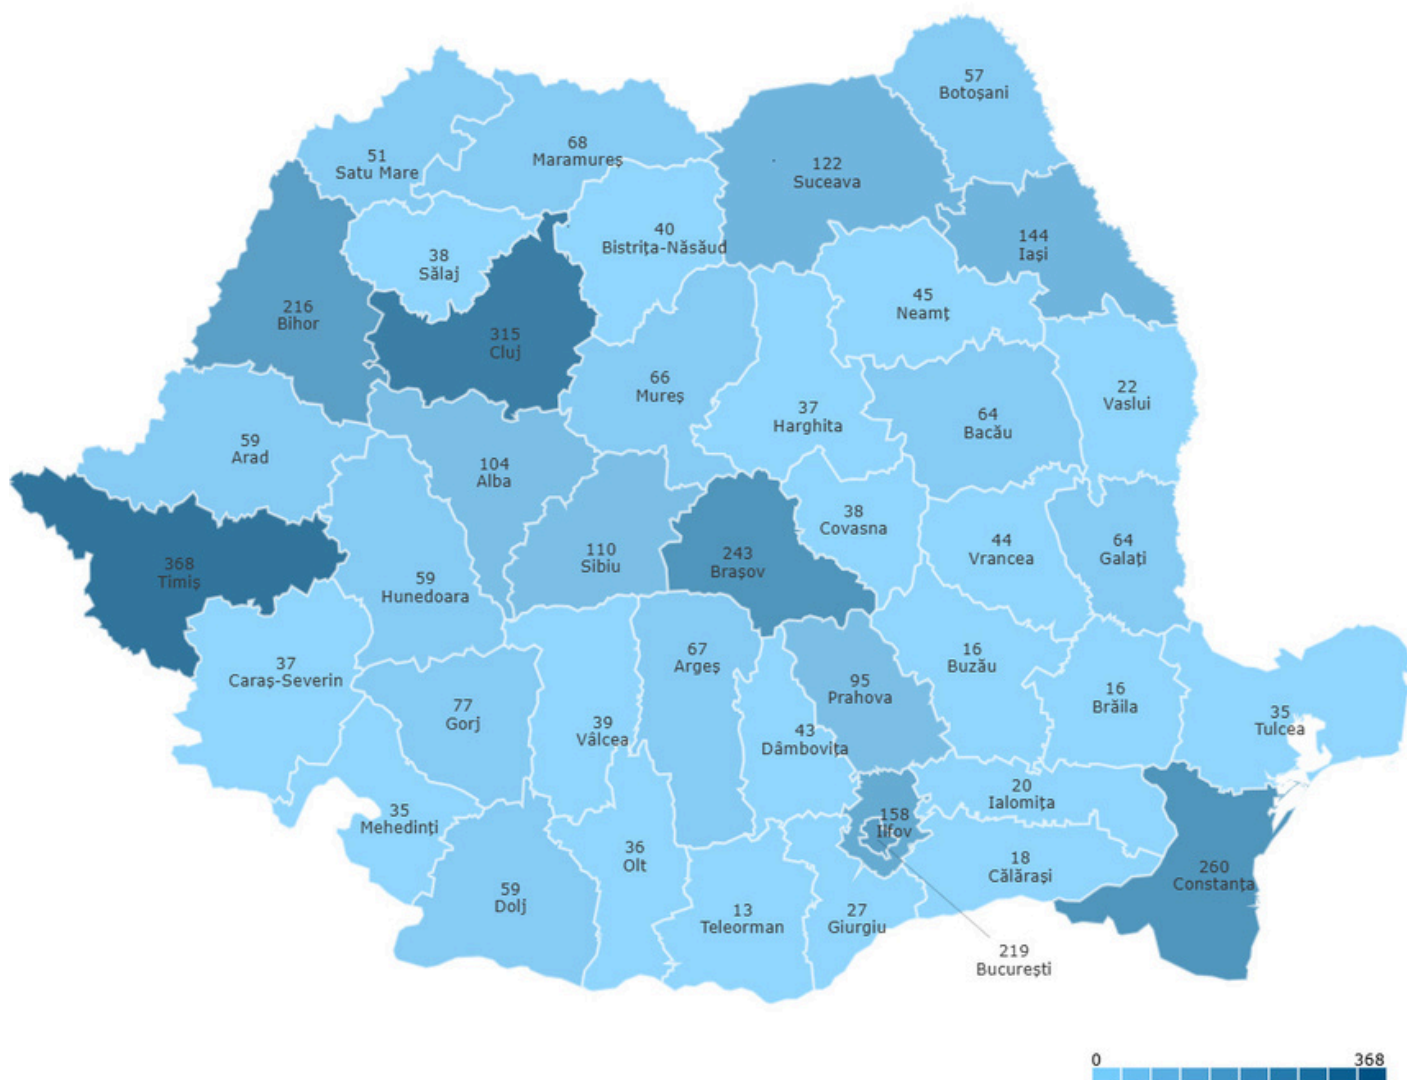 57
Botoșani
68
Maramureș
51
Satu Mare
122
Suceava
40
Bistrița-Năsăud
144
Iași
38
Sălaj
216
Bihor
45
Neamț
315
Cluj
66
Mureș
22
Vaslui
37
Harghita
64
Bacău
59
Arad
104
Alba
38
Covasna
44
Vrancea
64
Galați
110
Sibiu
243
Brașov
368
Timiș
59
Hunedoara
67
Argeș
16
Buzău
37
Caraș-Severin
95
Prahova
16
Brăila
77
Gorj
35
Tulcea
39
Vâlcea
43
Dâmbovița
20
Ialomița
35
Mehedinți
158
Ilfov
36
Olt
18
Călărași
260
Constanța
59
Dolj
13
Teleorman
27
Giurgiu
219
București
0 368